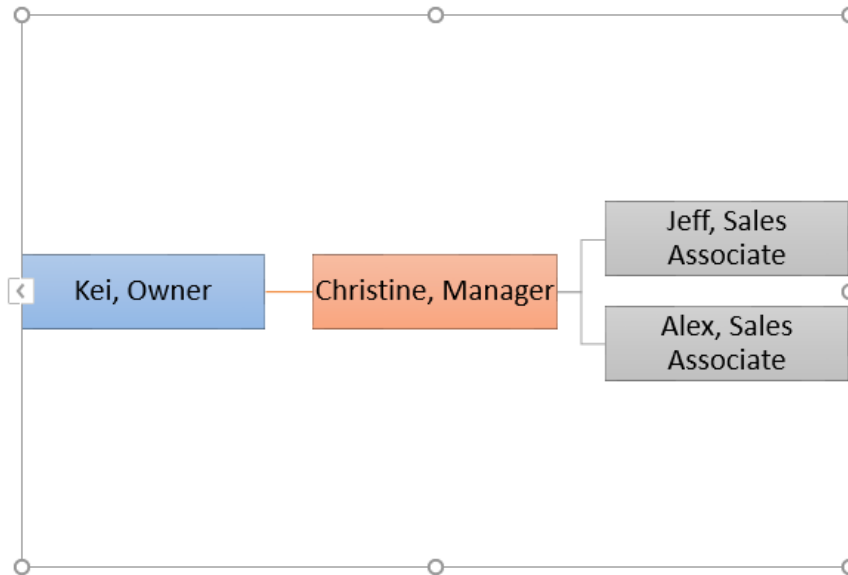 Kei, Owner
Christine, Manager
Jeff, Sales
Associate
Alex, Sales
Associate